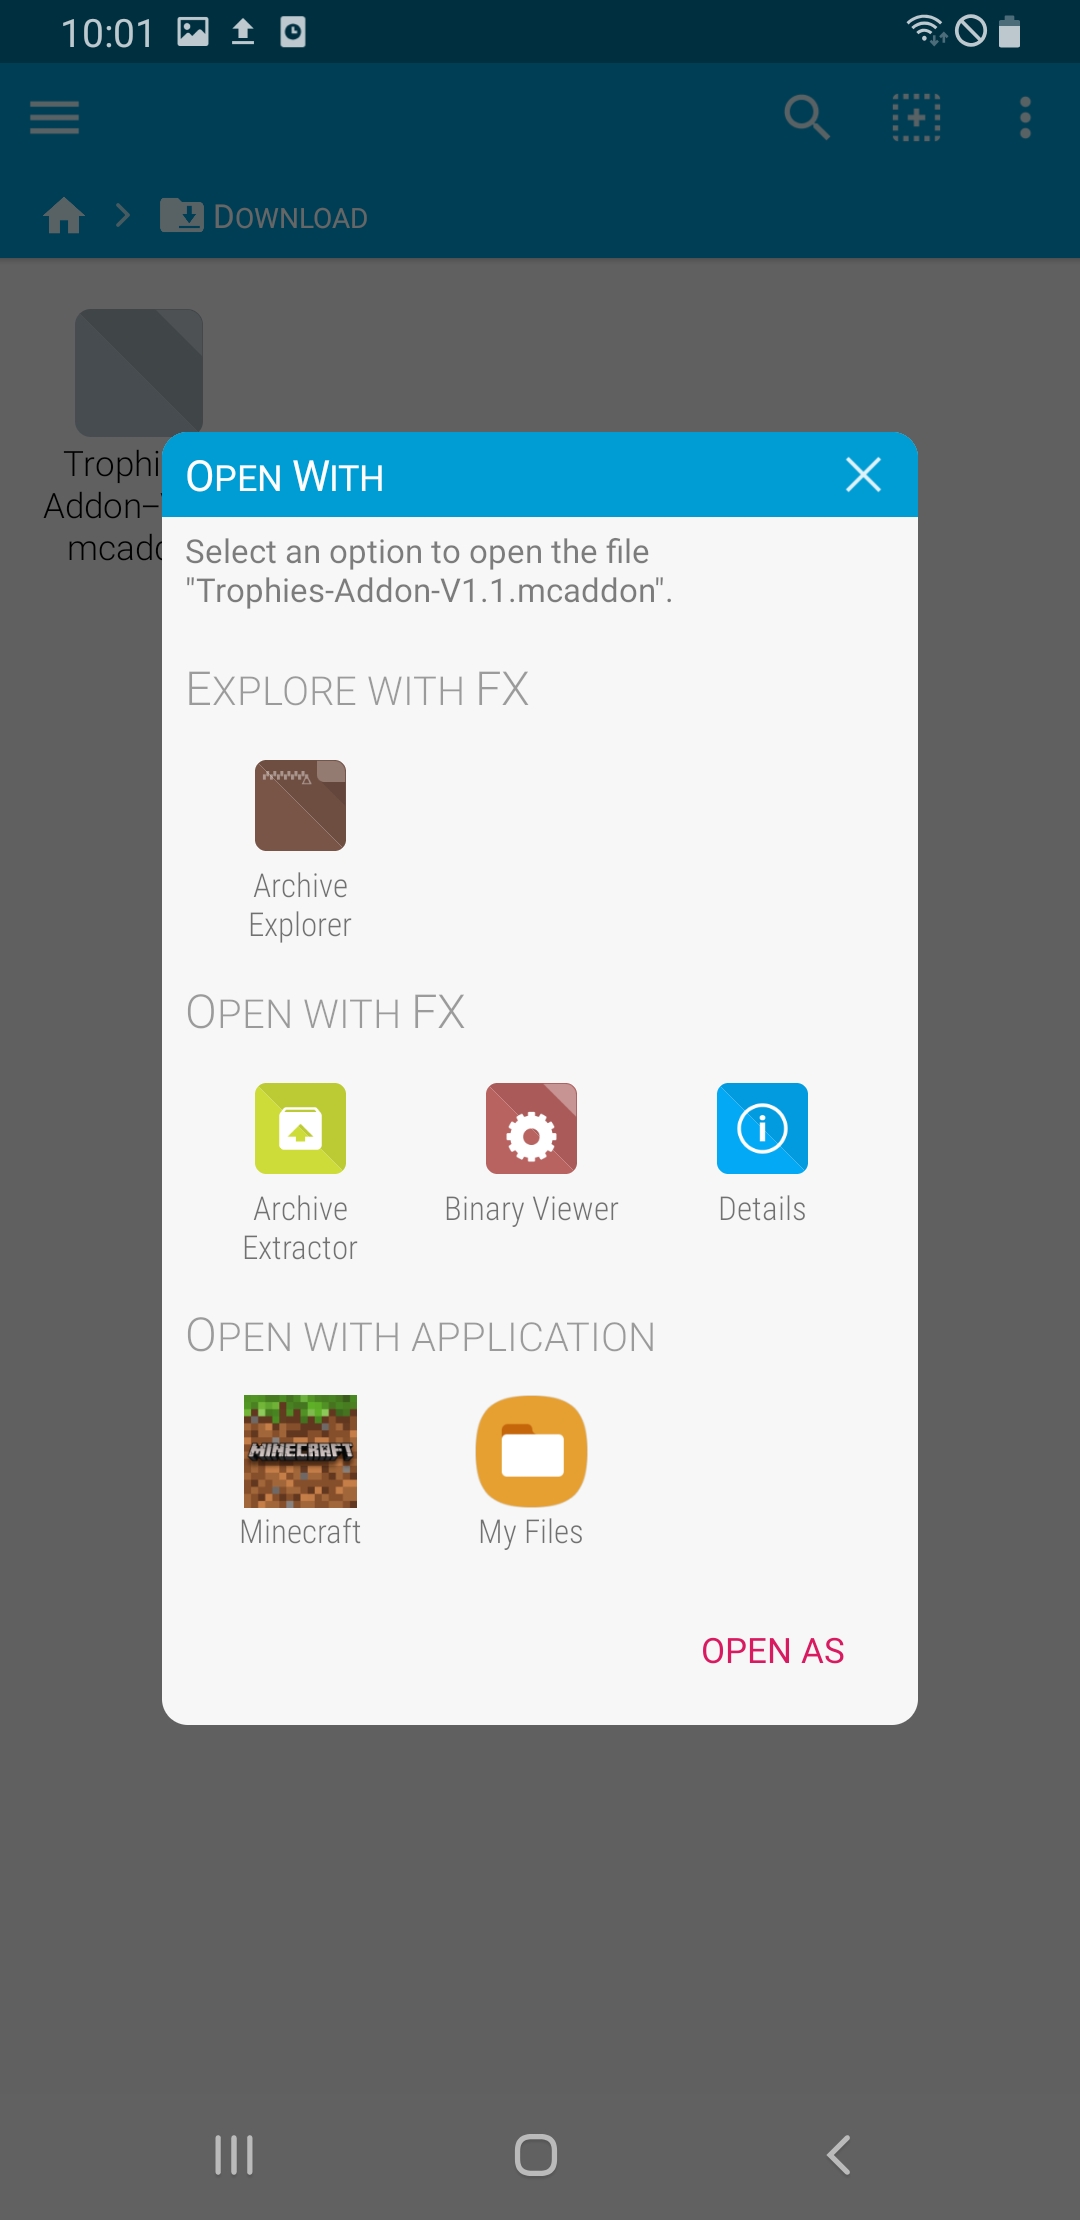 10:01
DOWNLOAD
Trophi
Addon-
mcad
OPEN WITH
Select an option to open the file
"Trophies-Addon-V1.1.mcaddon".
EXPLORE WITH FX
Archive
Explorer
OPEN WITH FX
Archive
Extractor
Binary Viewer
Details
OPEN WITH APPLICATION
MINECRAFT
Minecraft
My Files
OPEN AS